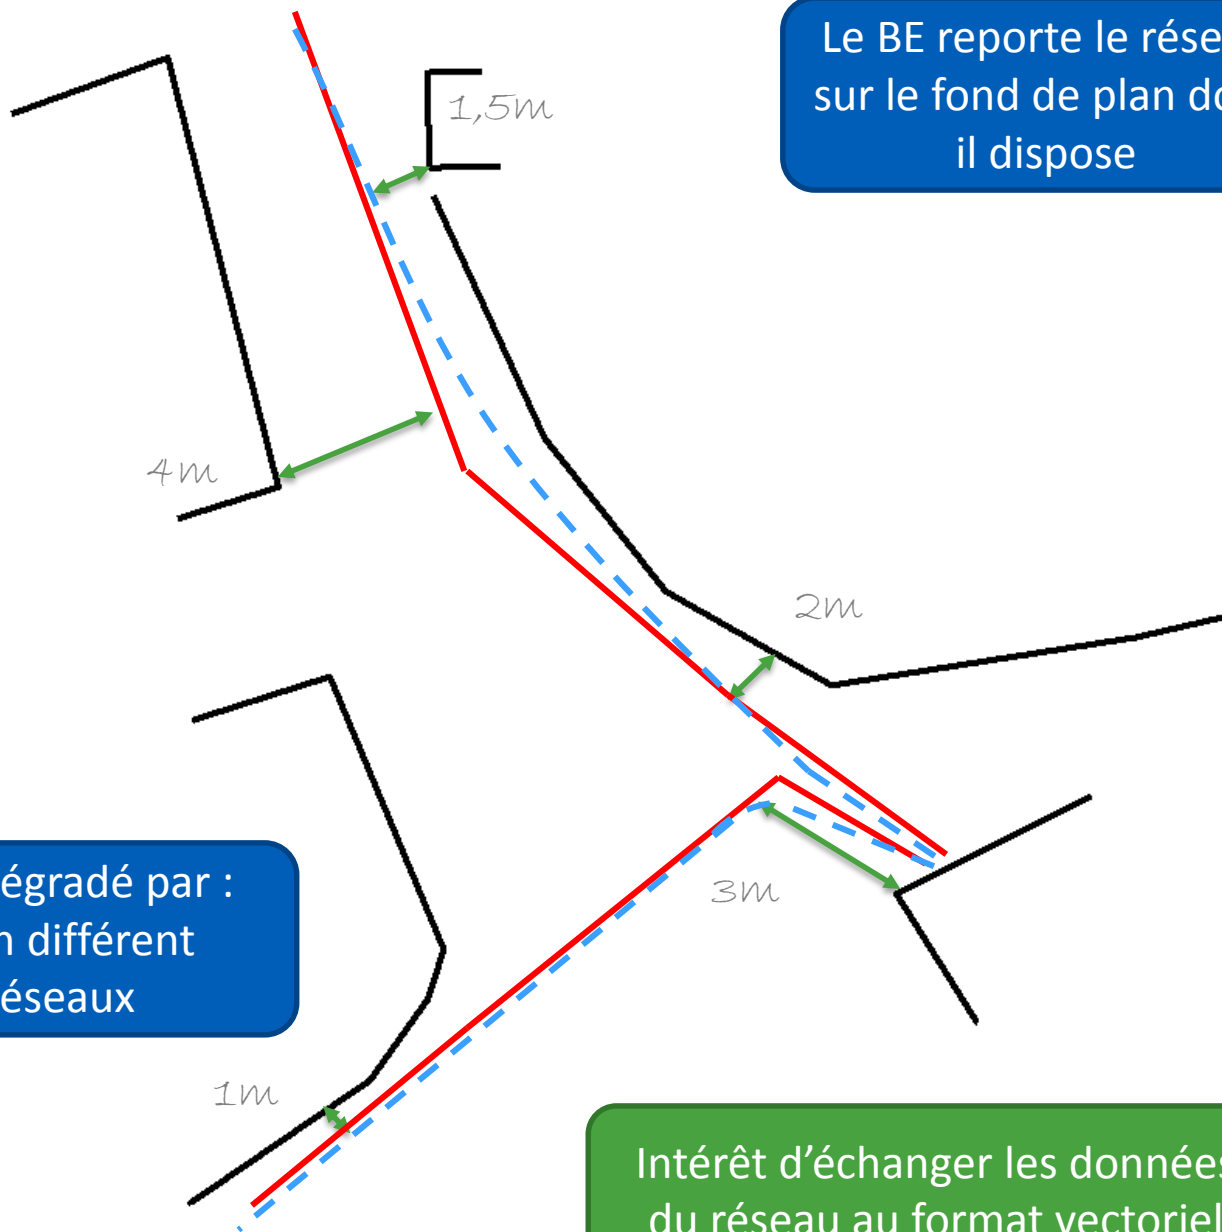 Le BE reporte le rése
sur le fond de plan do
il dispose
1,5m
4m
2m
égradé par :
n différent
éseaux
3m
1m
Intérêt d'échanger les données
du réseau au format vectoriel